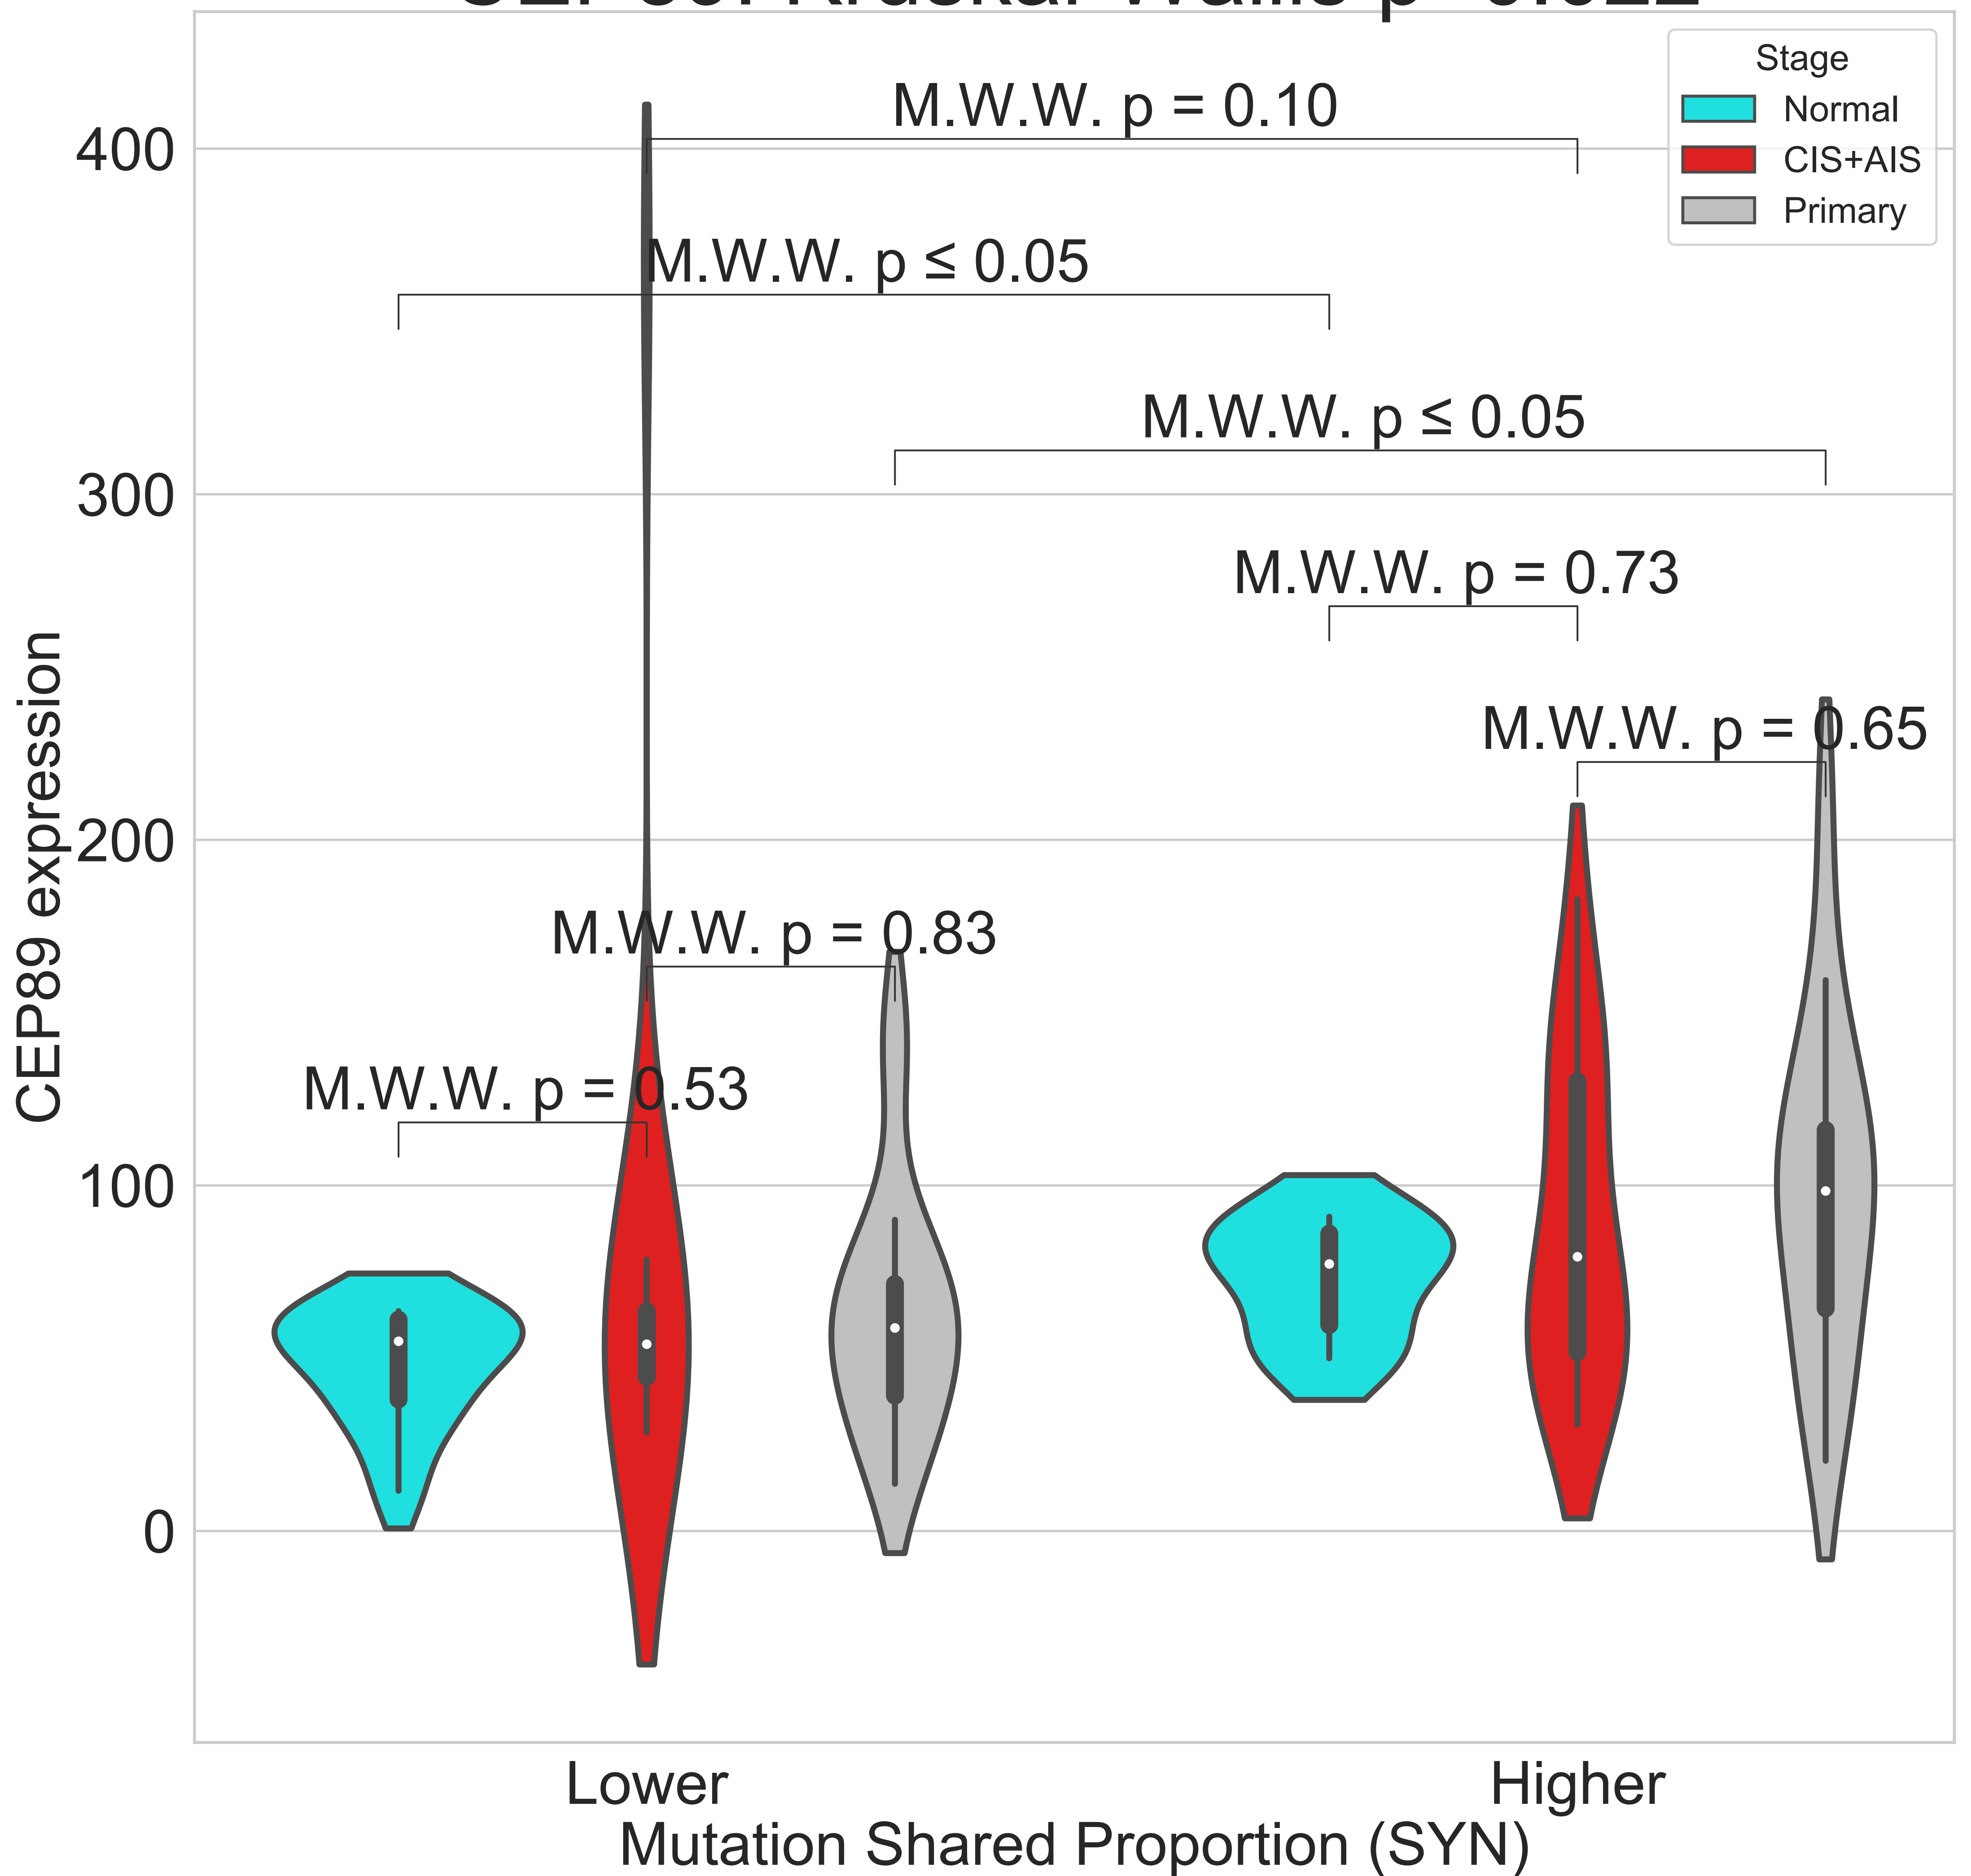 Stage
Normal
CIS+AIS
Primary
M.W.W. p = 0.10
M.W.W. p ≤ 0.05
M.W.W. p ≤ 0.05
M.W.W. p = 0.73
M.W.W. p = 0.65
M.W.W. p = 0.83
M.W.W. p = 0.53
400
300
200
100
0
CEP89 expression
Lower
Higher
Mutation Shared Proportion (SYN)